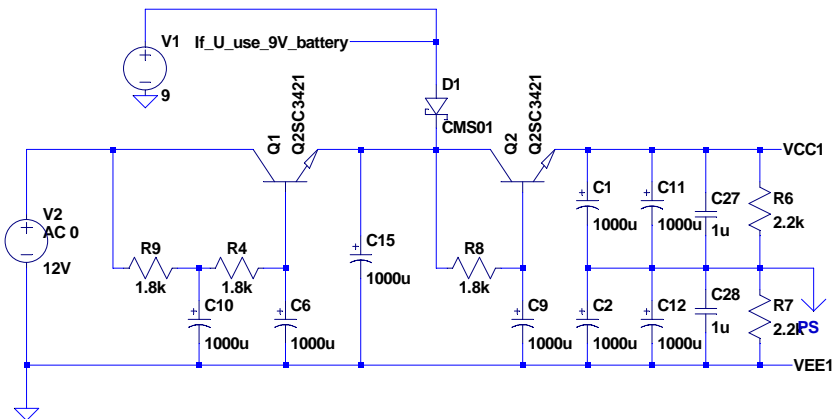 V1
If_U_use_9V_battery
9
D1
CMS01
Q1
Q2SC3421
Q2
Q2SC3421
VCC1
V2
AC 0
12V
R9
1.8k
R4
1.8k
C10
1000u
C6
1000u
C15
1000u
R8
1.8k
C9
1000u
C1
1000u
C11
1000u
C27
1u
R6
2.2k
C2
1000u
C12
1000u
C28
1u
R7
2.2k
PS
VEE1